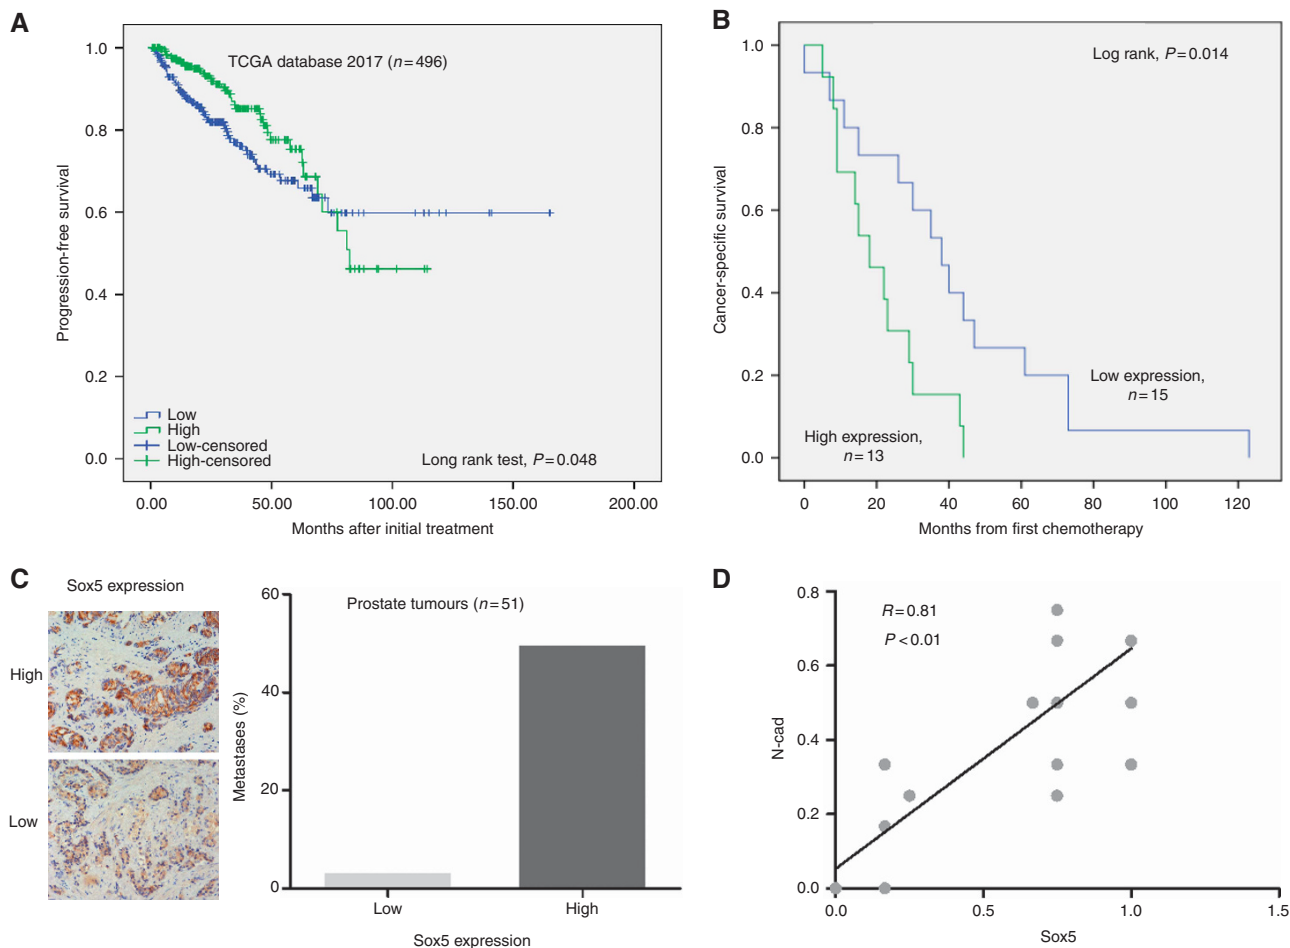 A
TCGA database 2017 (n=496)
Progression-free survival
1.0
0.8
0.6
0.4
0.2
0.0
Low
High
Low-censored
High-censored
Long rank test, P=0.048
0.00
50.00
100.00
150.00
200.00
Months after initial treatment
B
Log rank, P=0.014
Cancer-specific survival
1.0
0.8
0.6
0.4
0.2
0.0
Low expression,
n=15
High expression,
n=13
0
20
40
60
80
100
120
Months from first chemotherapy
C
Sox5 expression
High
Low
Prostate tumours (n=51)
Metastases (%)
60
40
20
0
Low
High
Sox5 expression
D
R=0.81
P<0.01
N-cad
0.8
0.6
0.4
0.2
0.0
0.0
0.5
1.0
1.5
Sox5